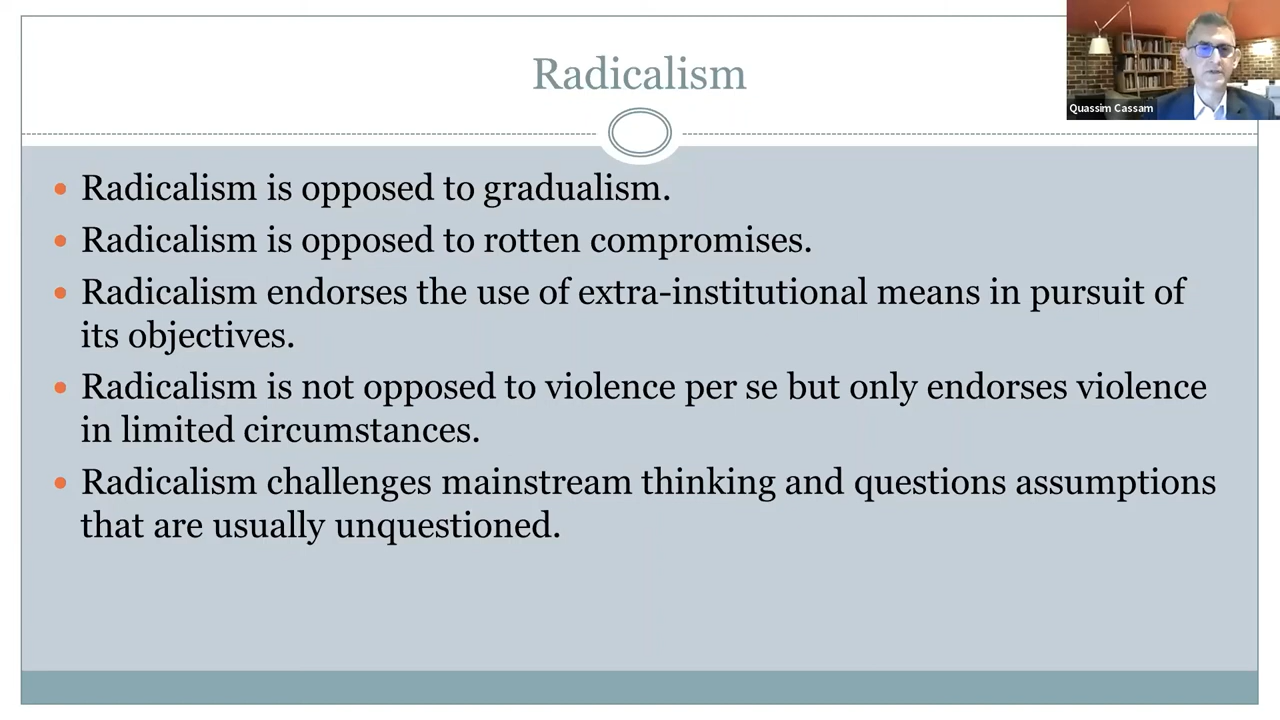 Radicalism
Quassim Cassam
• Radicalism is opposed to gradualism.
• Radicalism is opposed to rotten compromises.
• Radicalism endorses the use of extra-institutional means in pursuit of
its objectives.
• Radicalism is not opposed to violence per se but only endorses violence
in limited circumstances.
• Radicalism challenges mainstream thinking and questions assumptions
that are usually unquestioned.